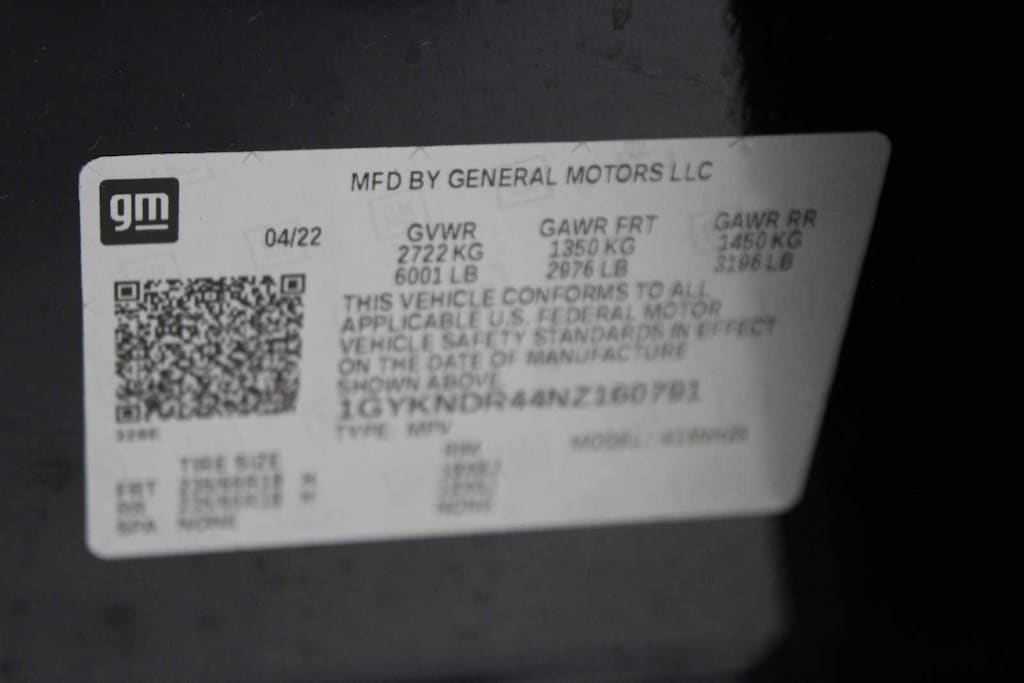 gm
MFD BY GENERAL MOTORS LLC
04/22
GVWR GAWR FRT GAWR RR
2722 KG 1350 KG 1450 KG
6001 LB 2976 LB 3196 LB
THIS VEHICLE CONFORMS TO ALL
APPLICABLE U.S. FEDERAL MOTOR
VEHICLE SAFETY STANDARDS IN EFFECT
ON THE DATE OF MANUFACTURE
SHOWN ABOVE
1GYKNDR44NZ160791
TYPE: MPV MODEL:
TIRE SIZE RIM
FRT
RR
SPA NONE NONE